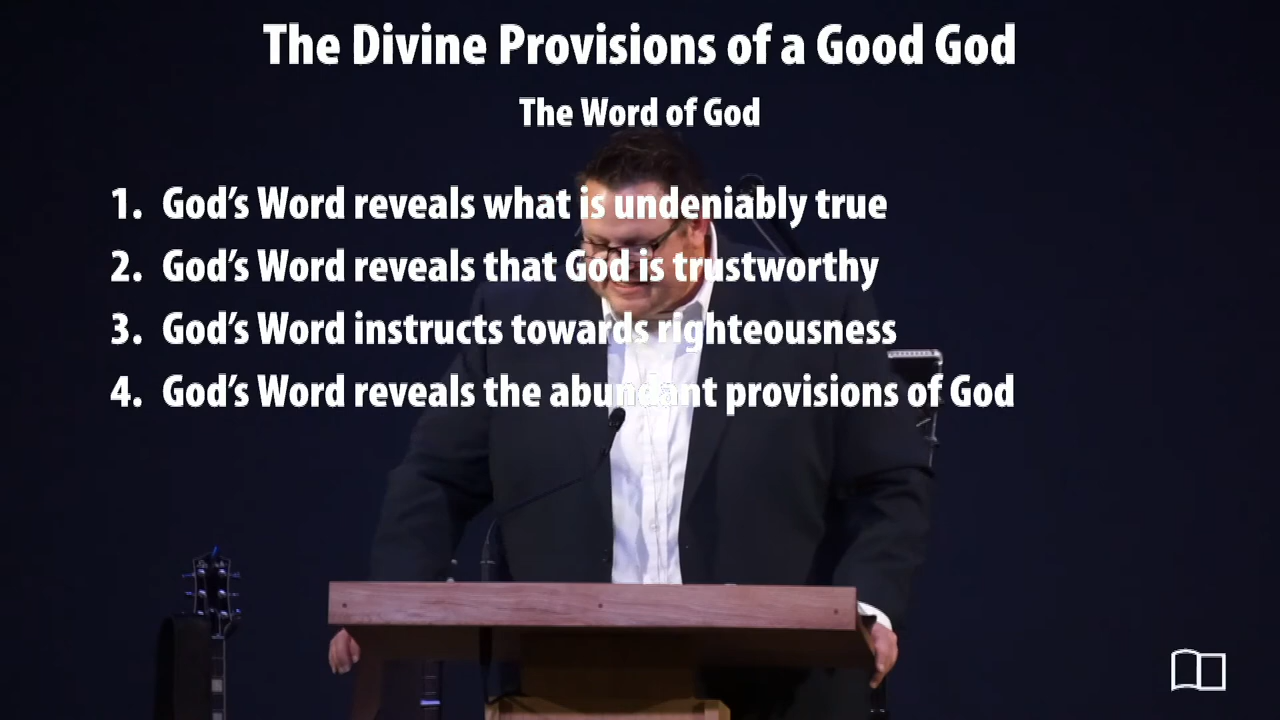 The Divine Provisions of a Good God
The Word of God
1. God’s Word reveals what is undeniably true
2. God’s Word reveals that God is trustworthy
3. God’s Word instructs towards righteousness
4. God’s Word reveals the abundant provisions of God